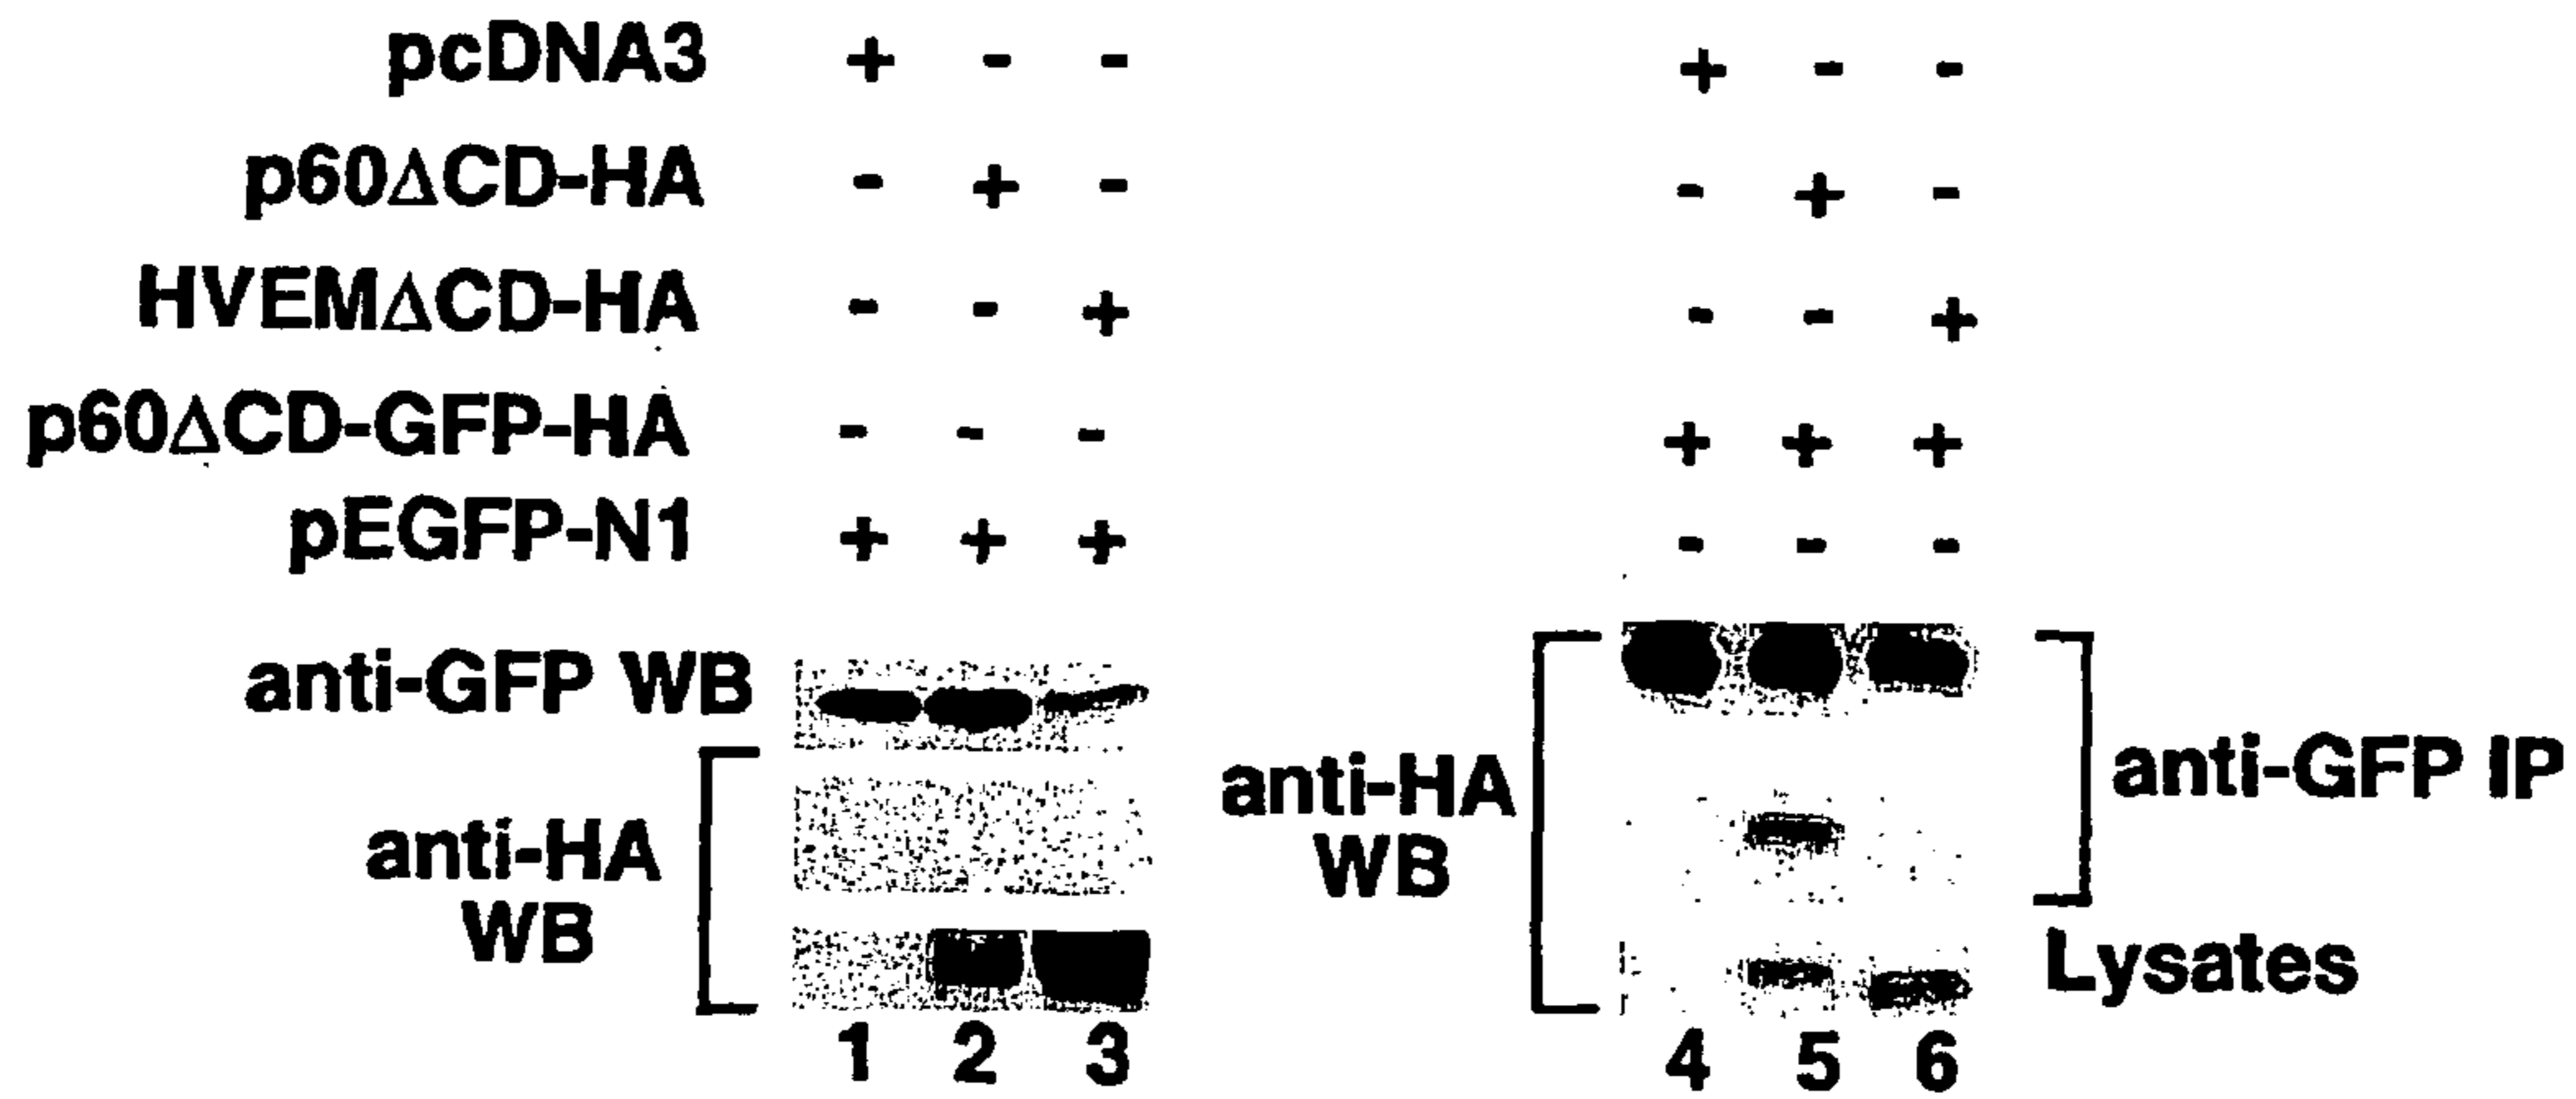 pcDNA3 + - - + - -
p60ΔCD-HA - + - - + -
HVEMΔCD-HA - - + - - +
p60ΔCD-GFP-HA - - - + + +
pEGFP-N1 + + + - - -
anti-GFP WB
anti-HA
WB
anti-HA
WB
anti-GFP IP
Lysates
1 2 3 4 5 6